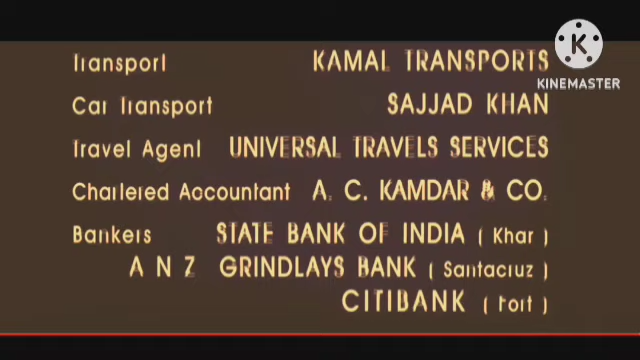 KINEMASTER
Transport KAMAL TRANSPORTS
Car Transport SAJJAD KHAN
Travel Agent UNIVERSAL TRAVELS SERVICES
Chartered Accountant A. C. KAMDAR & CO.
Bankers STATE BANK OF INDIA ( Khar )
A N Z GRINDLAYS BANK ( Santacruz )
CITIBANK ( Fort )